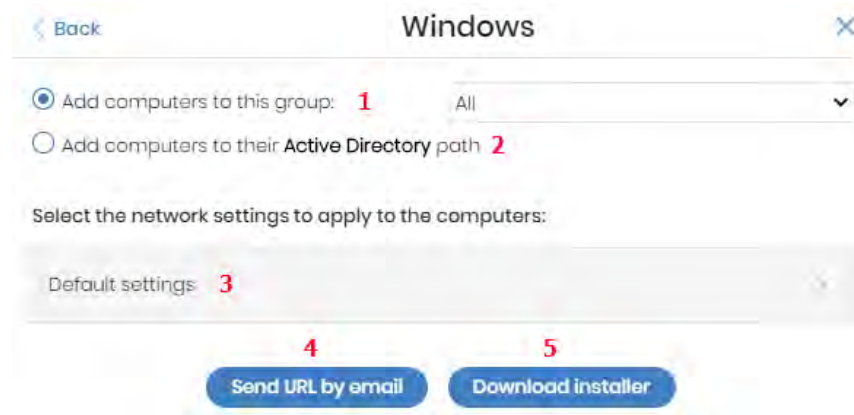 Back Windows
Add computers to this group: 1 All
Add computers to their Active Directory path 2
Select the network settings to apply to the computers:
Default settings 3
4 5
Send URL by email Download installer